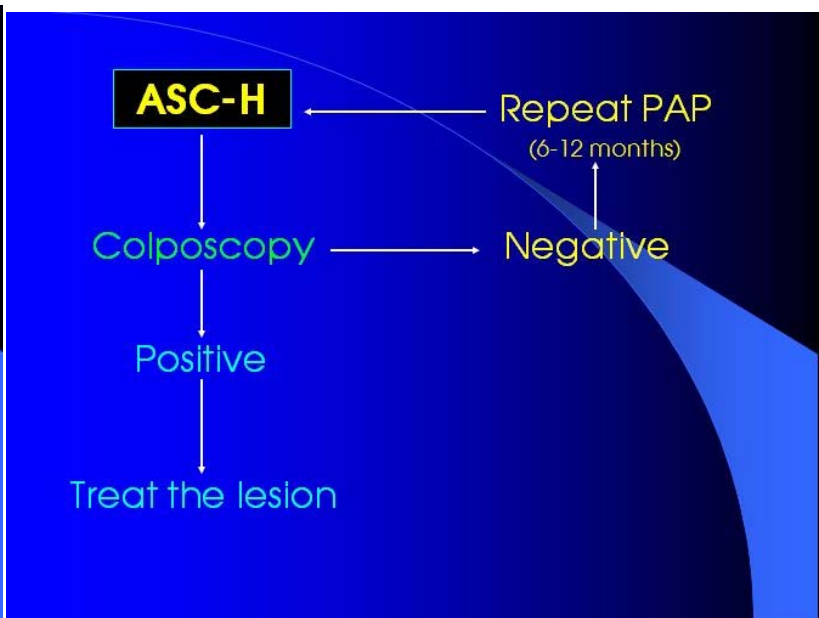 ASC-H
Repeat PAP
(6-12 months)
Colposcopy
Negative
Positive
Treat the lesion